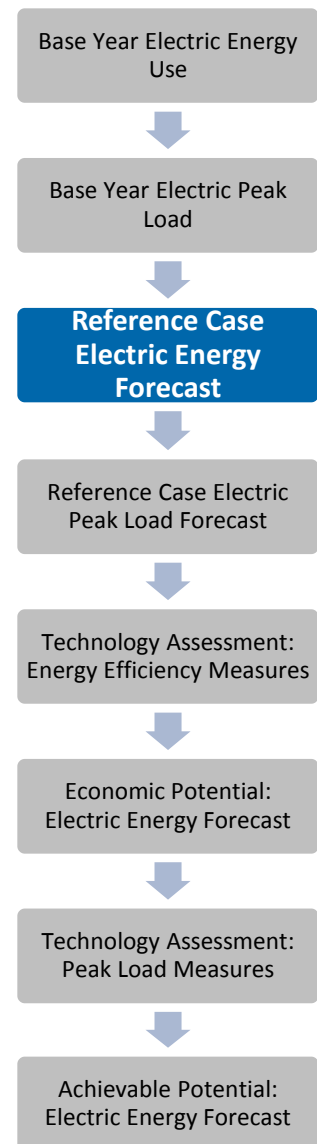 Base Year Electric Energy
Use
Base Year Electric Peak
Load
Reference Case
Electric Energy
Forecast
Reference Case Electric
Peak Load Forecast
Technology Assessment:
Energy Efficiency Measures
Economic Potential:
Electric Energy Forecast
Technology Assessment:
Peak Load Measures
Achievable Potential:
Electric Energy Forecast